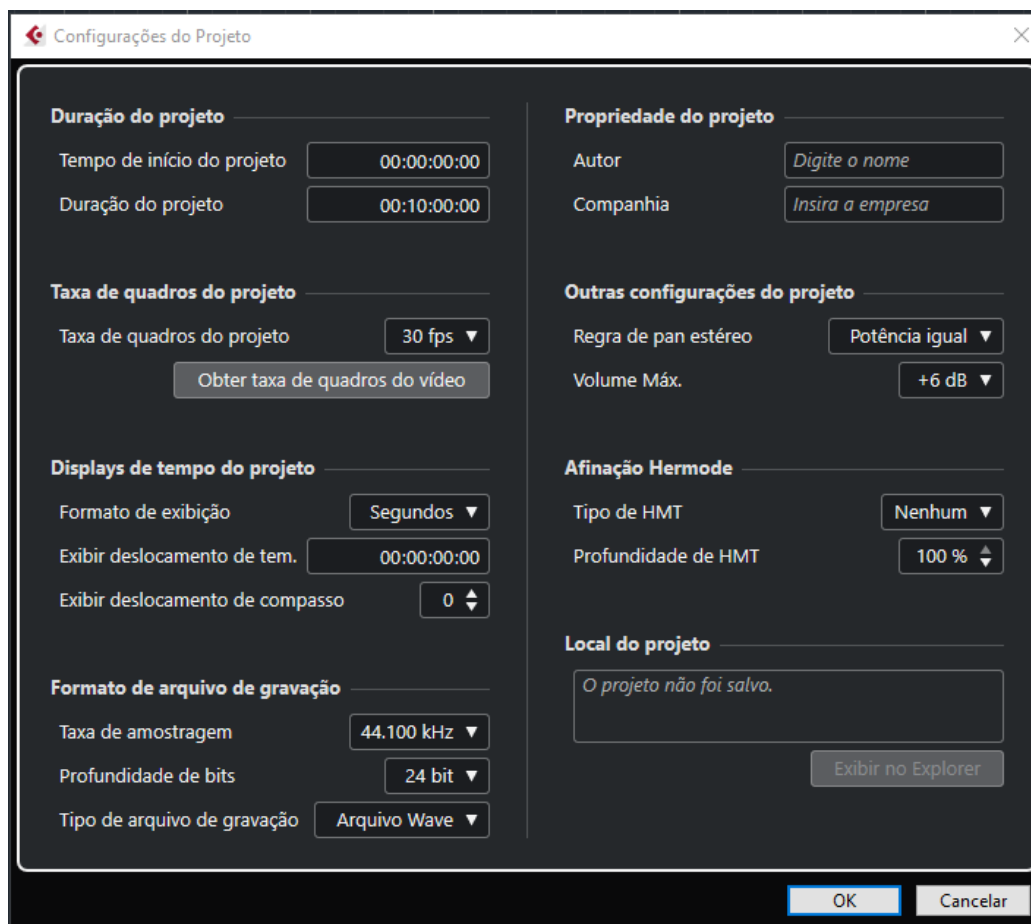 Configurações do Projeto
Duração do projeto
Tempo de início do projeto 00:00:00:00
Duração do projeto 00:10:00:00
Taxa de quadros do projeto
Taxa de quadros do projeto 30 fps
Obter taxa de quadros do vídeo
Displays de tempo do projeto
Formato de exibição Segundos
Exibir deslocamento de tem. 00:00:00:00
Exibir deslocamento de compasso 0
Formato de arquivo de gravação
Taxa de amostragem 44.100 kHz
Profundidade de bits 24 bit
Tipo de arquivo de gravação Arquivo Wave
Propriedade do projeto
Autor Digite o nome
Companhia Insira a empresa
Outras configurações do projeto
Regra de pan estéreo Potência igual
Volume Máx. +6 dB
Afinação Hermode
Tipo de HMT Nenhum
Profundidade de HMT 100 %
Local do projeto
O projeto não foi salvo.
Exibir no Explorer
OK Cancelar